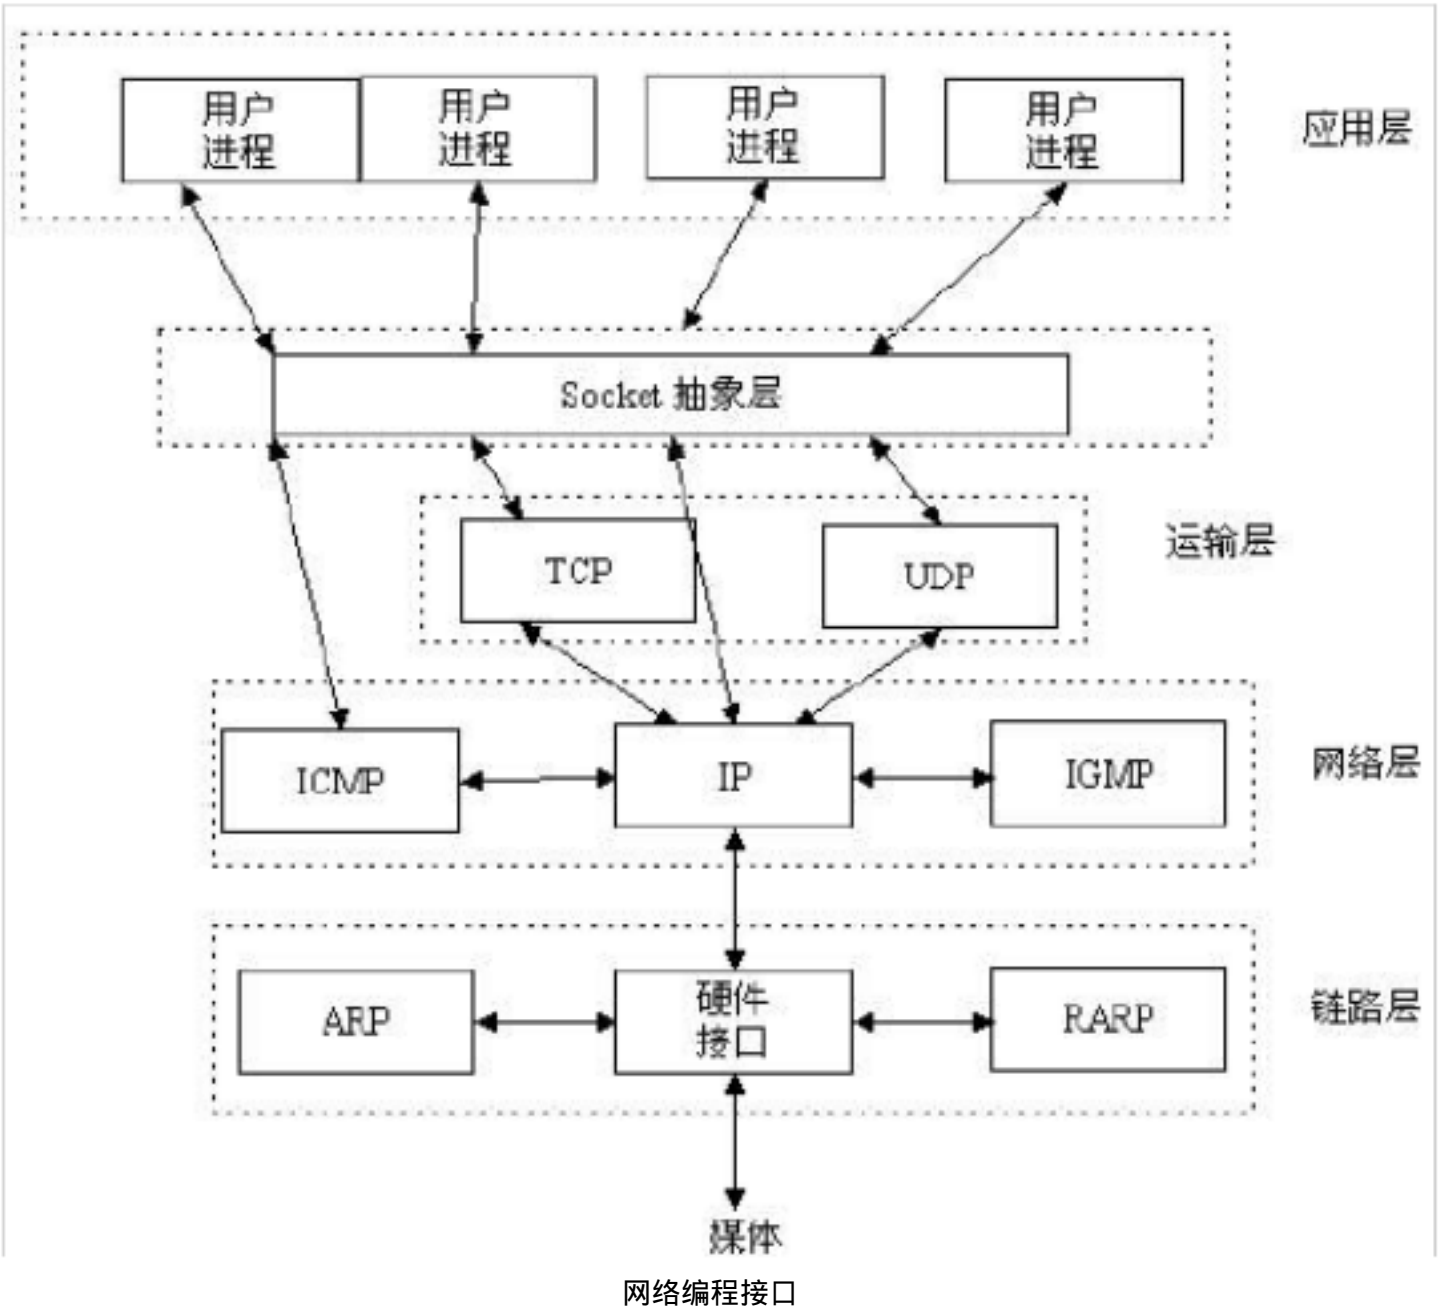 用户
进程
用户
进程
用户
进程
用户
进程
应用层
Socket 抽象层
TCP
UDP
运输层
ICMP
IP
IGMP
网络层
ARP
硬件
接口
RARP
链路层
媒体
网络编程接口